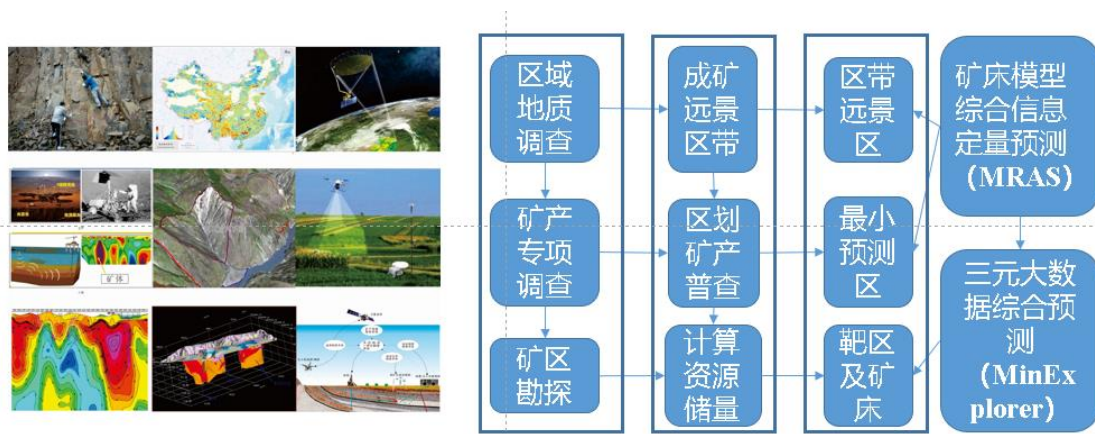 区域
地质
调查
成矿
远景
区带
区带
远景
区
矿床模型
综合信息
定量预测
（MRAS）
矿产
专项
调查
区划
矿产
普查
最小
预测
区
三元大数
据综合预
测
（MinEx
plorer）
矿区
勘探
计算
资源
储量
靶区
及矿
床
矿体